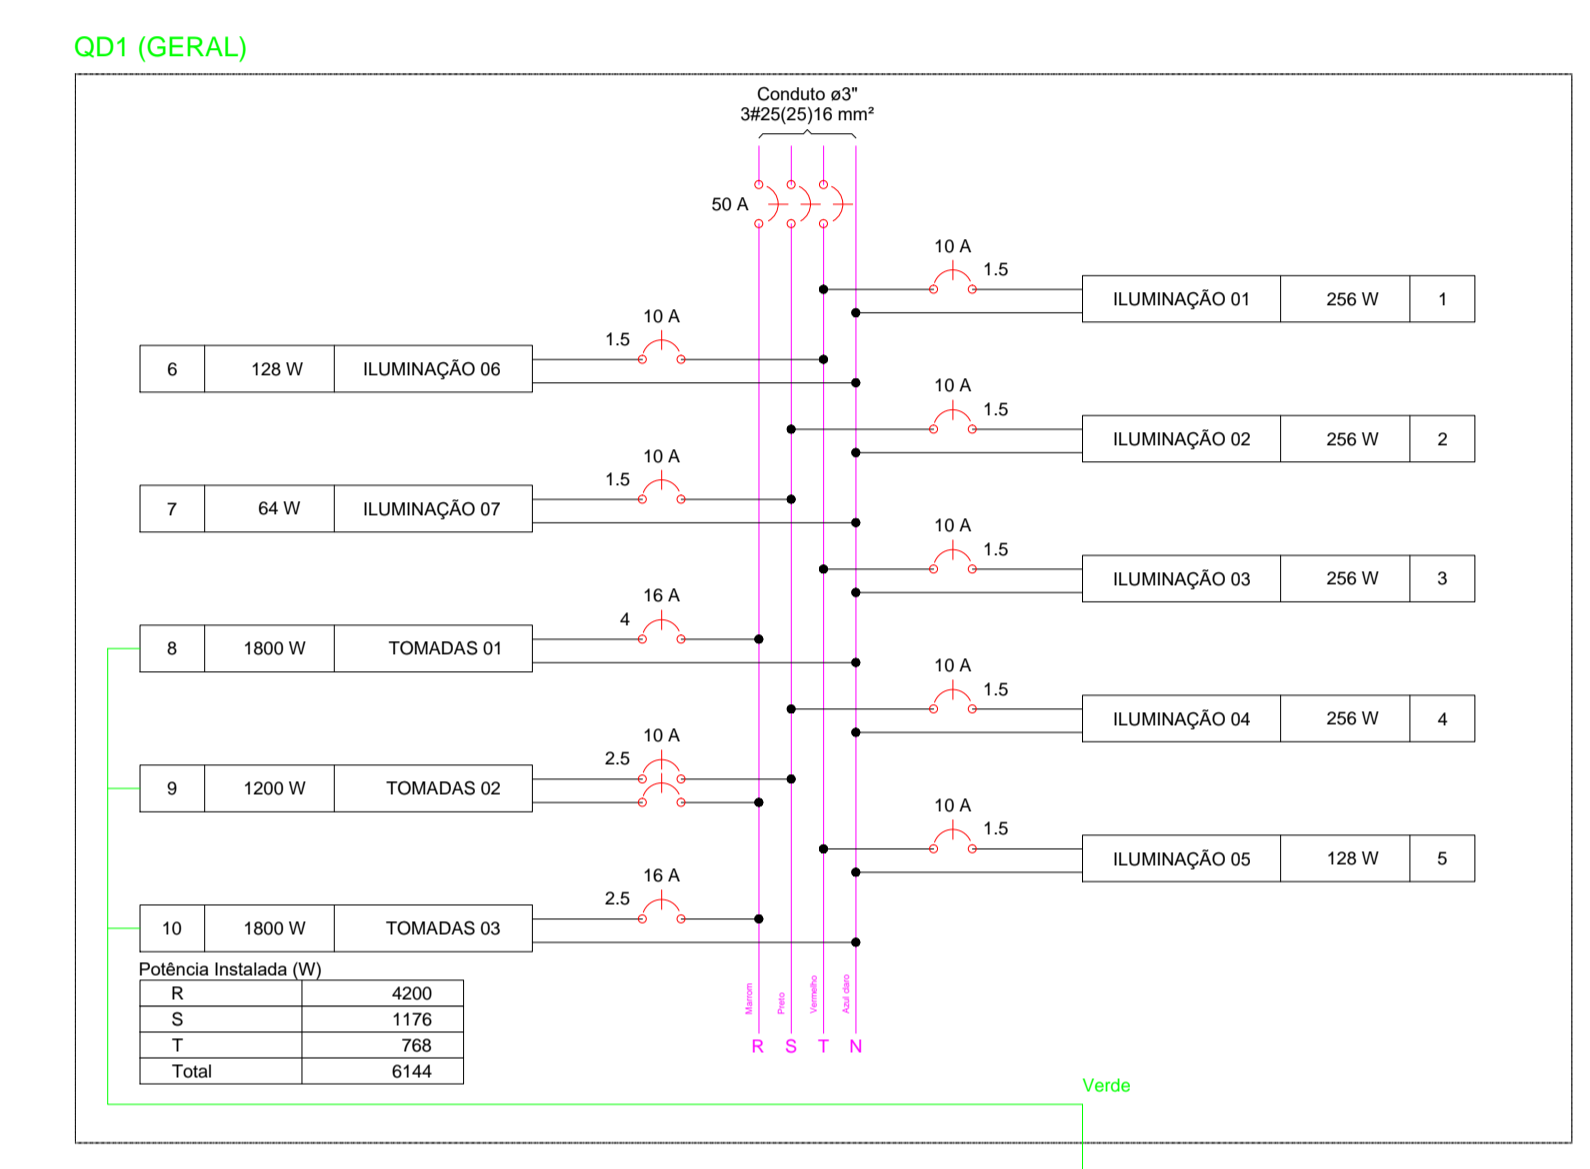 QD1 (GERAL)
Conduto ø3"
3#25(25)16 mm²
50 A
10 A
1.5
ILUMINAÇÃO 01 256 W 1
10 A
1.5
6 128 W ILUMINAÇÃO 06
10 A
1.5
ILUMINAÇÃO 02 256 W 2
10 A
1.5
7 64 W ILUMINAÇÃO 07
10 A
1.5
ILUMINAÇÃO 03 256 W 3
16 A
4
8 1800 W TOMADAS 01
10 A
1.5
ILUMINAÇÃO 04 256 W 4
10 A
2.5
9 1200 W TOMADAS 02
10 A
1.5
ILUMINAÇÃO 05 128 W 5
16 A
2.5
10 1800 W TOMADAS 03
Potência Instalada (W)
R 4200
S 1176
T 768
Total 6144
Marrom
Preto
Vermelho
Azul claro
R S T N
Verde